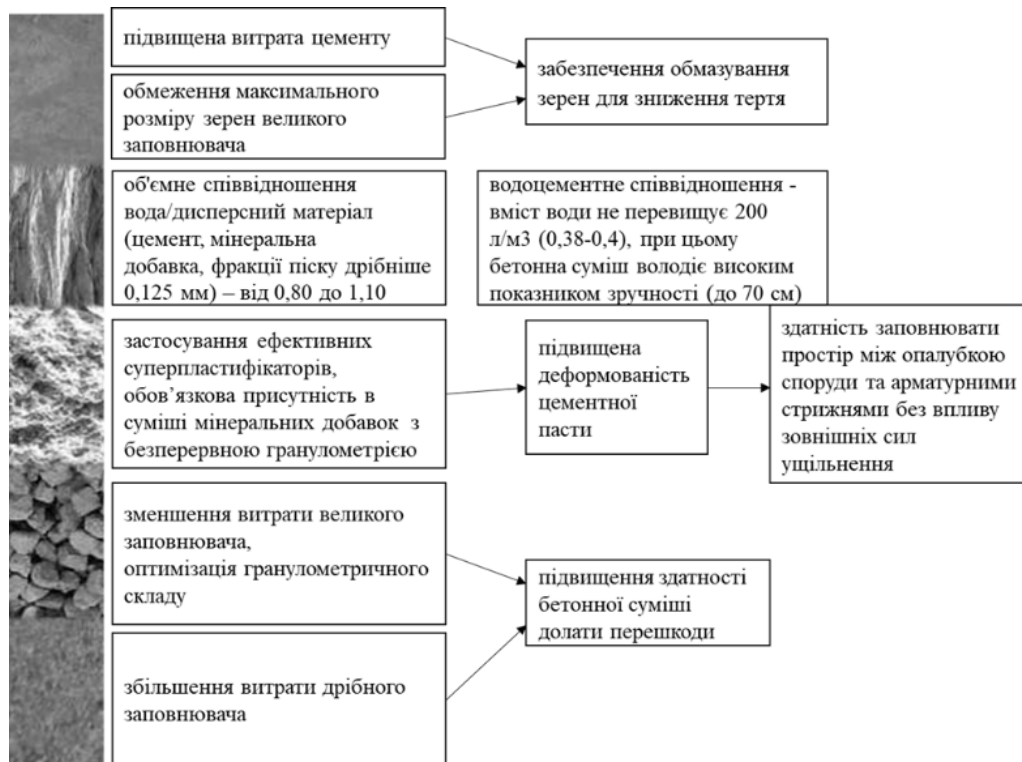 підвищена витрата цементу
обмеження максимального
розміру зерен великого
заповнювача
забезпечення обмазування
зерен для зниження тертя
об'ємне співвідношення
вода/дисперсний матеріал
(цемент, мінеральна
добавка, фракції піску дрібніше
0,125 мм) – від 0,80 до 1,10
водоцементне співвідношення -
вміст води не перевищує 200
л/м3 (0,38-0,4), при цьому
бетонна суміш володіє високим
показником зручності (до 70 см)
застосування ефективних
суперпластифікаторів,
обов’язкова присутність в
суміші мінеральних добавок з
безперервною гранулометрією
підвищена
деформованість
цементної
пасти
здатність заповнювати
простір між опалубкою
споруди та арматурними
стрижнями без впливу
зовнішніх сил
ущільнення
зменшення витрати великого
заповнювача,
оптимізація гранулометричного
складу
збільшення витрати дрібного
заповнювача
підвищення здатності
бетонної суміші
долати перешкоди